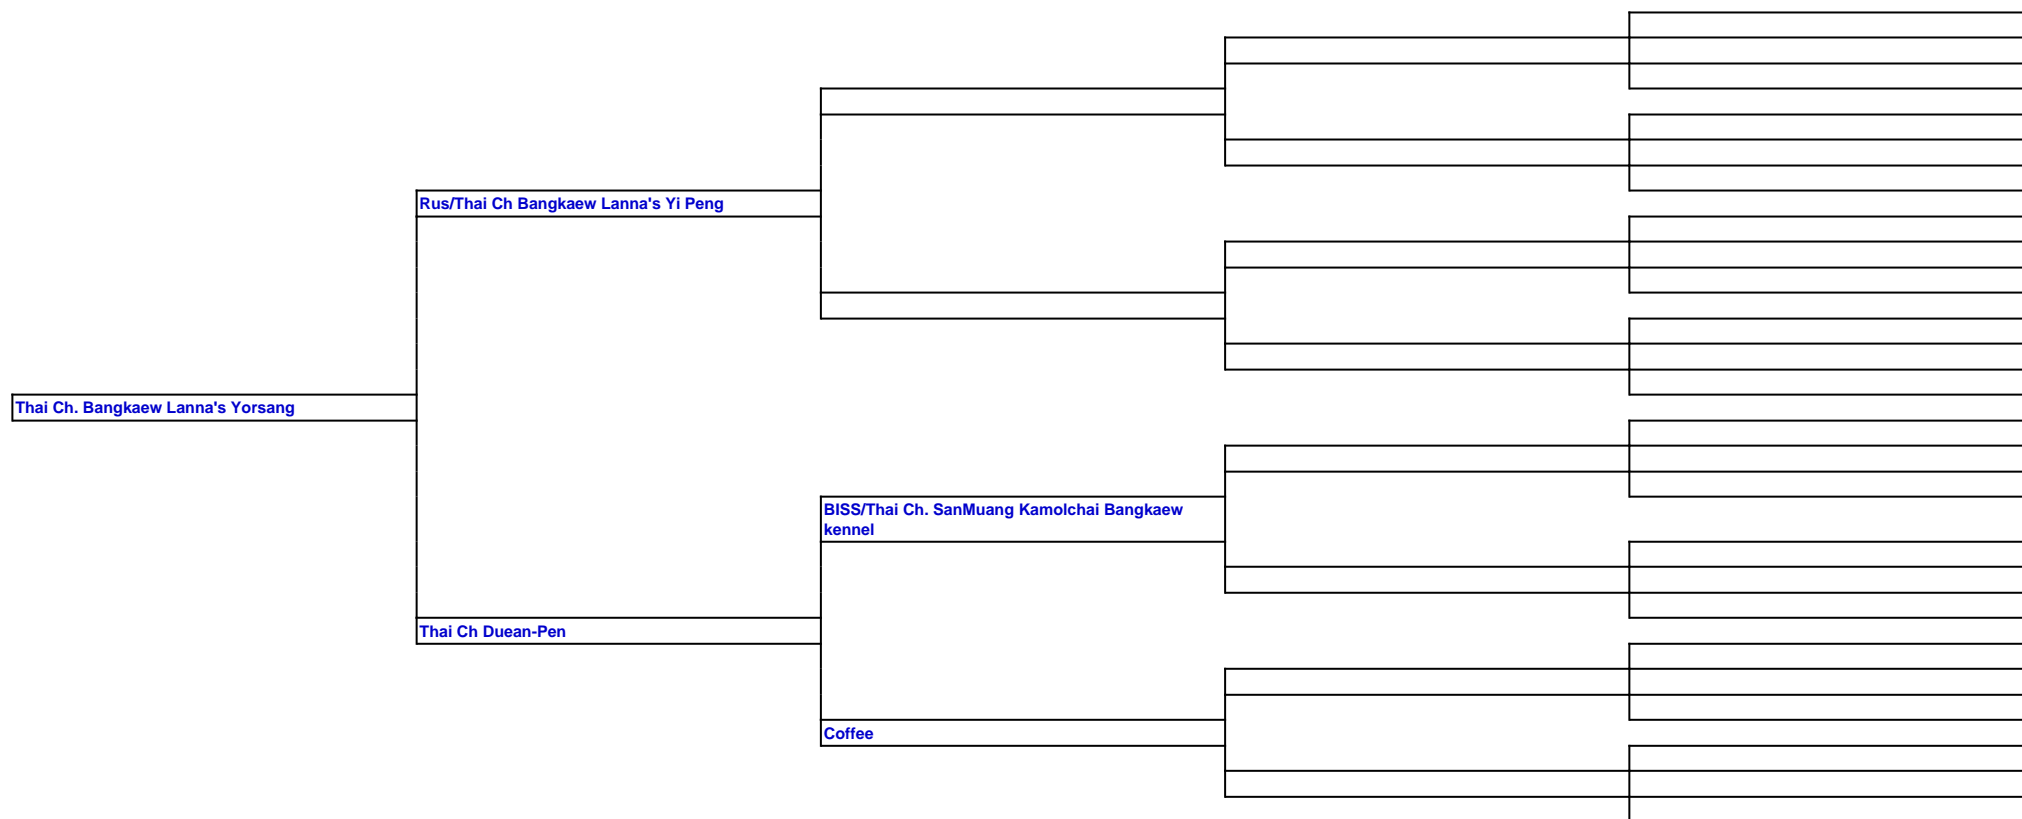 Rus/Thai Ch Bangkaew Lanna's Yi Peng
Thai Ch. Bangkaew Lanna's Yorsang
BISS/Thai Ch. SanMuang Kamolchai Bangkaew
kennel
Thai Ch Duean-Pen
Coffee